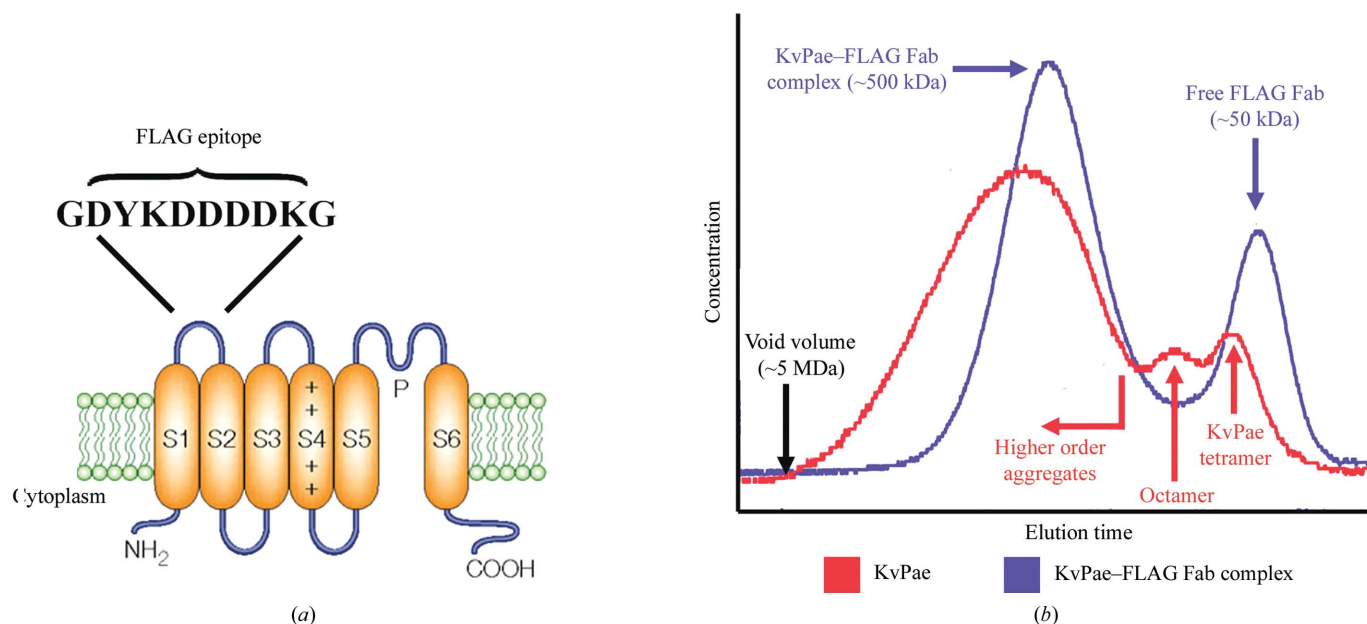 FLAG epitope
GDYKDDDDKG
S1
S2
S3
S4
S5
P
S6
+
+
+
+
Cytoplasm
NH2
COOH
(a)
KvPae–FLAG Fab
complex (~500 kDa)
Free FLAG Fab
(~50 kDa)
Concentration
Void volume
(~5 MDa)
Higher order
aggregates
KvPae
tetramer
Octamer
Elution time
KvPae
KvPae–FLAG Fab complex
(b)